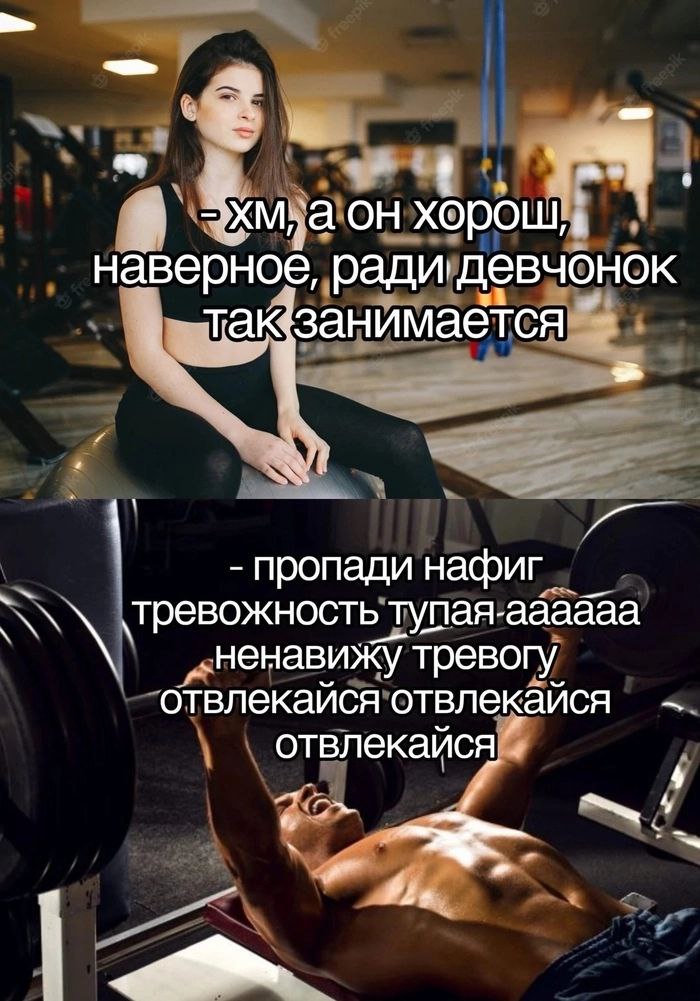 - хм, а он хорош,
наверное, ради девчонок
так занимается
- пропади нафиг
тревожность тупая аааааа
ненавижу тревогу
отвлекайся отвлекайся
отвлекайся